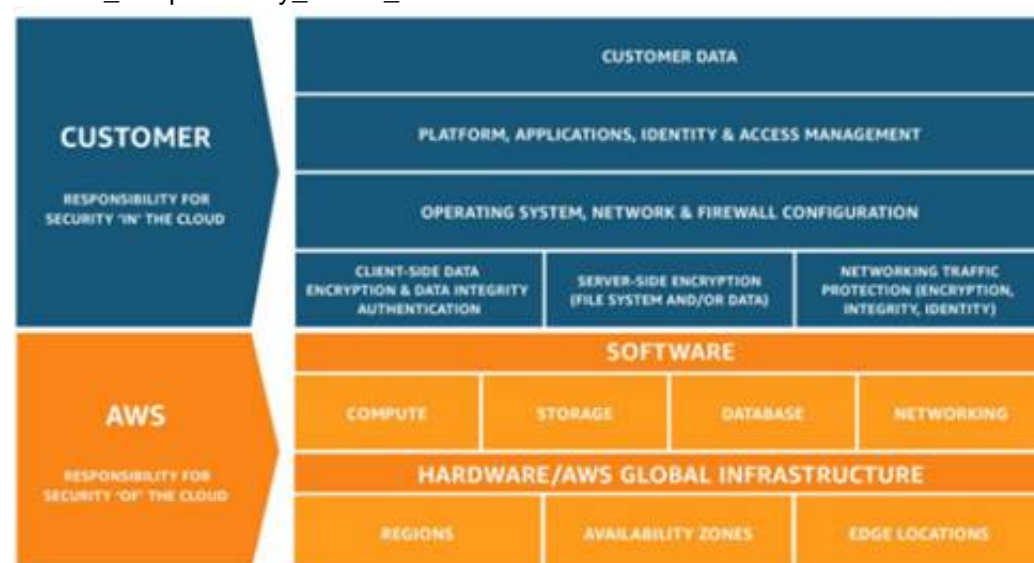 CUSTOMER
RESPONSIBILITY FOR
SECURITY 'IN' THE CLOUD
CUSTOMER DATA
PLATFORM, APPLICATIONS, IDENTITY & ACCESS MANAGEMENT
OPERATING SYSTEM, NETWORK & FIREWALL CONFIGURATION
CLIENT-SIDE DATA
ENCRYPTION & DATA INTEGRITY
AUTHENTICATION
SERVER-SIDE ENCRYPTION
(FILE SYSTEM AND/OR DATA)
NETWORKING TRAFFIC
PROTECTION (ENCRYPTION,
INTEGRITY, IDENTITY)
AWS
RESPONSIBILITY FOR
SECURITY 'OF' THE CLOUD
SOFTWARE
COMPUTE
STORAGE
DATABASE
NETWORKING
HARDWARE/AWS GLOBAL INFRASTRUCTURE
REGIONS
AVAILABILITY ZONES
EDGE LOCATIONS